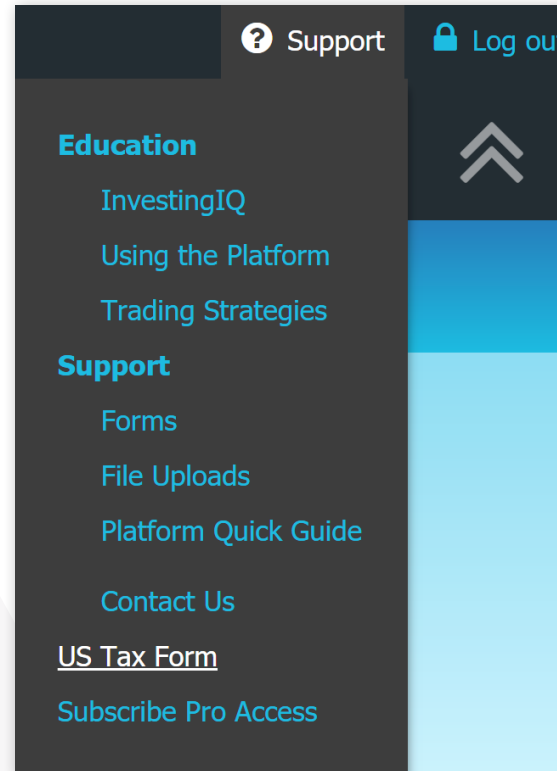 Support
Log ou
Education
InvestingIQ
Using the Platform
Trading Strategies
Support
Forms
File Uploads
Platform Quick Guide
Contact Us
US Tax Form
Subscribe Pro Access